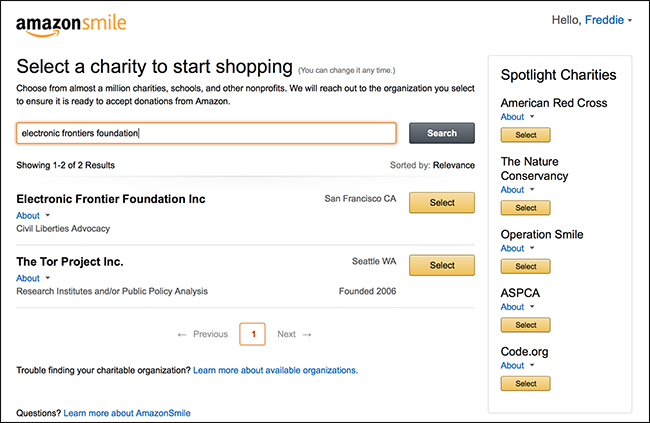 amazonsmile
Hello, Freddie
Select a charity to start shopping (You can change it any time.)
Choose from almost a million charities, schools, and other nonprofits. We will reach out to the organization you select
to ensure it is ready to accept donations from Amazon.
electronic frontiers foundation
Search
Showing 1-2 of 2 Results
Sorted by: Relevance
Electronic Frontier Foundation Inc
San Francisco CA
Select
About
Civil Liberties Advocacy
The Tor Project Inc.
Seattle WA
Select
About
Research Institutes and/or Public Policy Analysis
Founded 2006
← Previous 1 Next →
Trouble finding your charitable organization? Learn more about available organizations.
Questions? Learn more about AmazonSmile
Spotlight Charities
American Red Cross
About
Select
The Nature
Conservancy
About
Select
Operation Smile
About
Select
ASPCA
About
Select
Code.org
About
Select